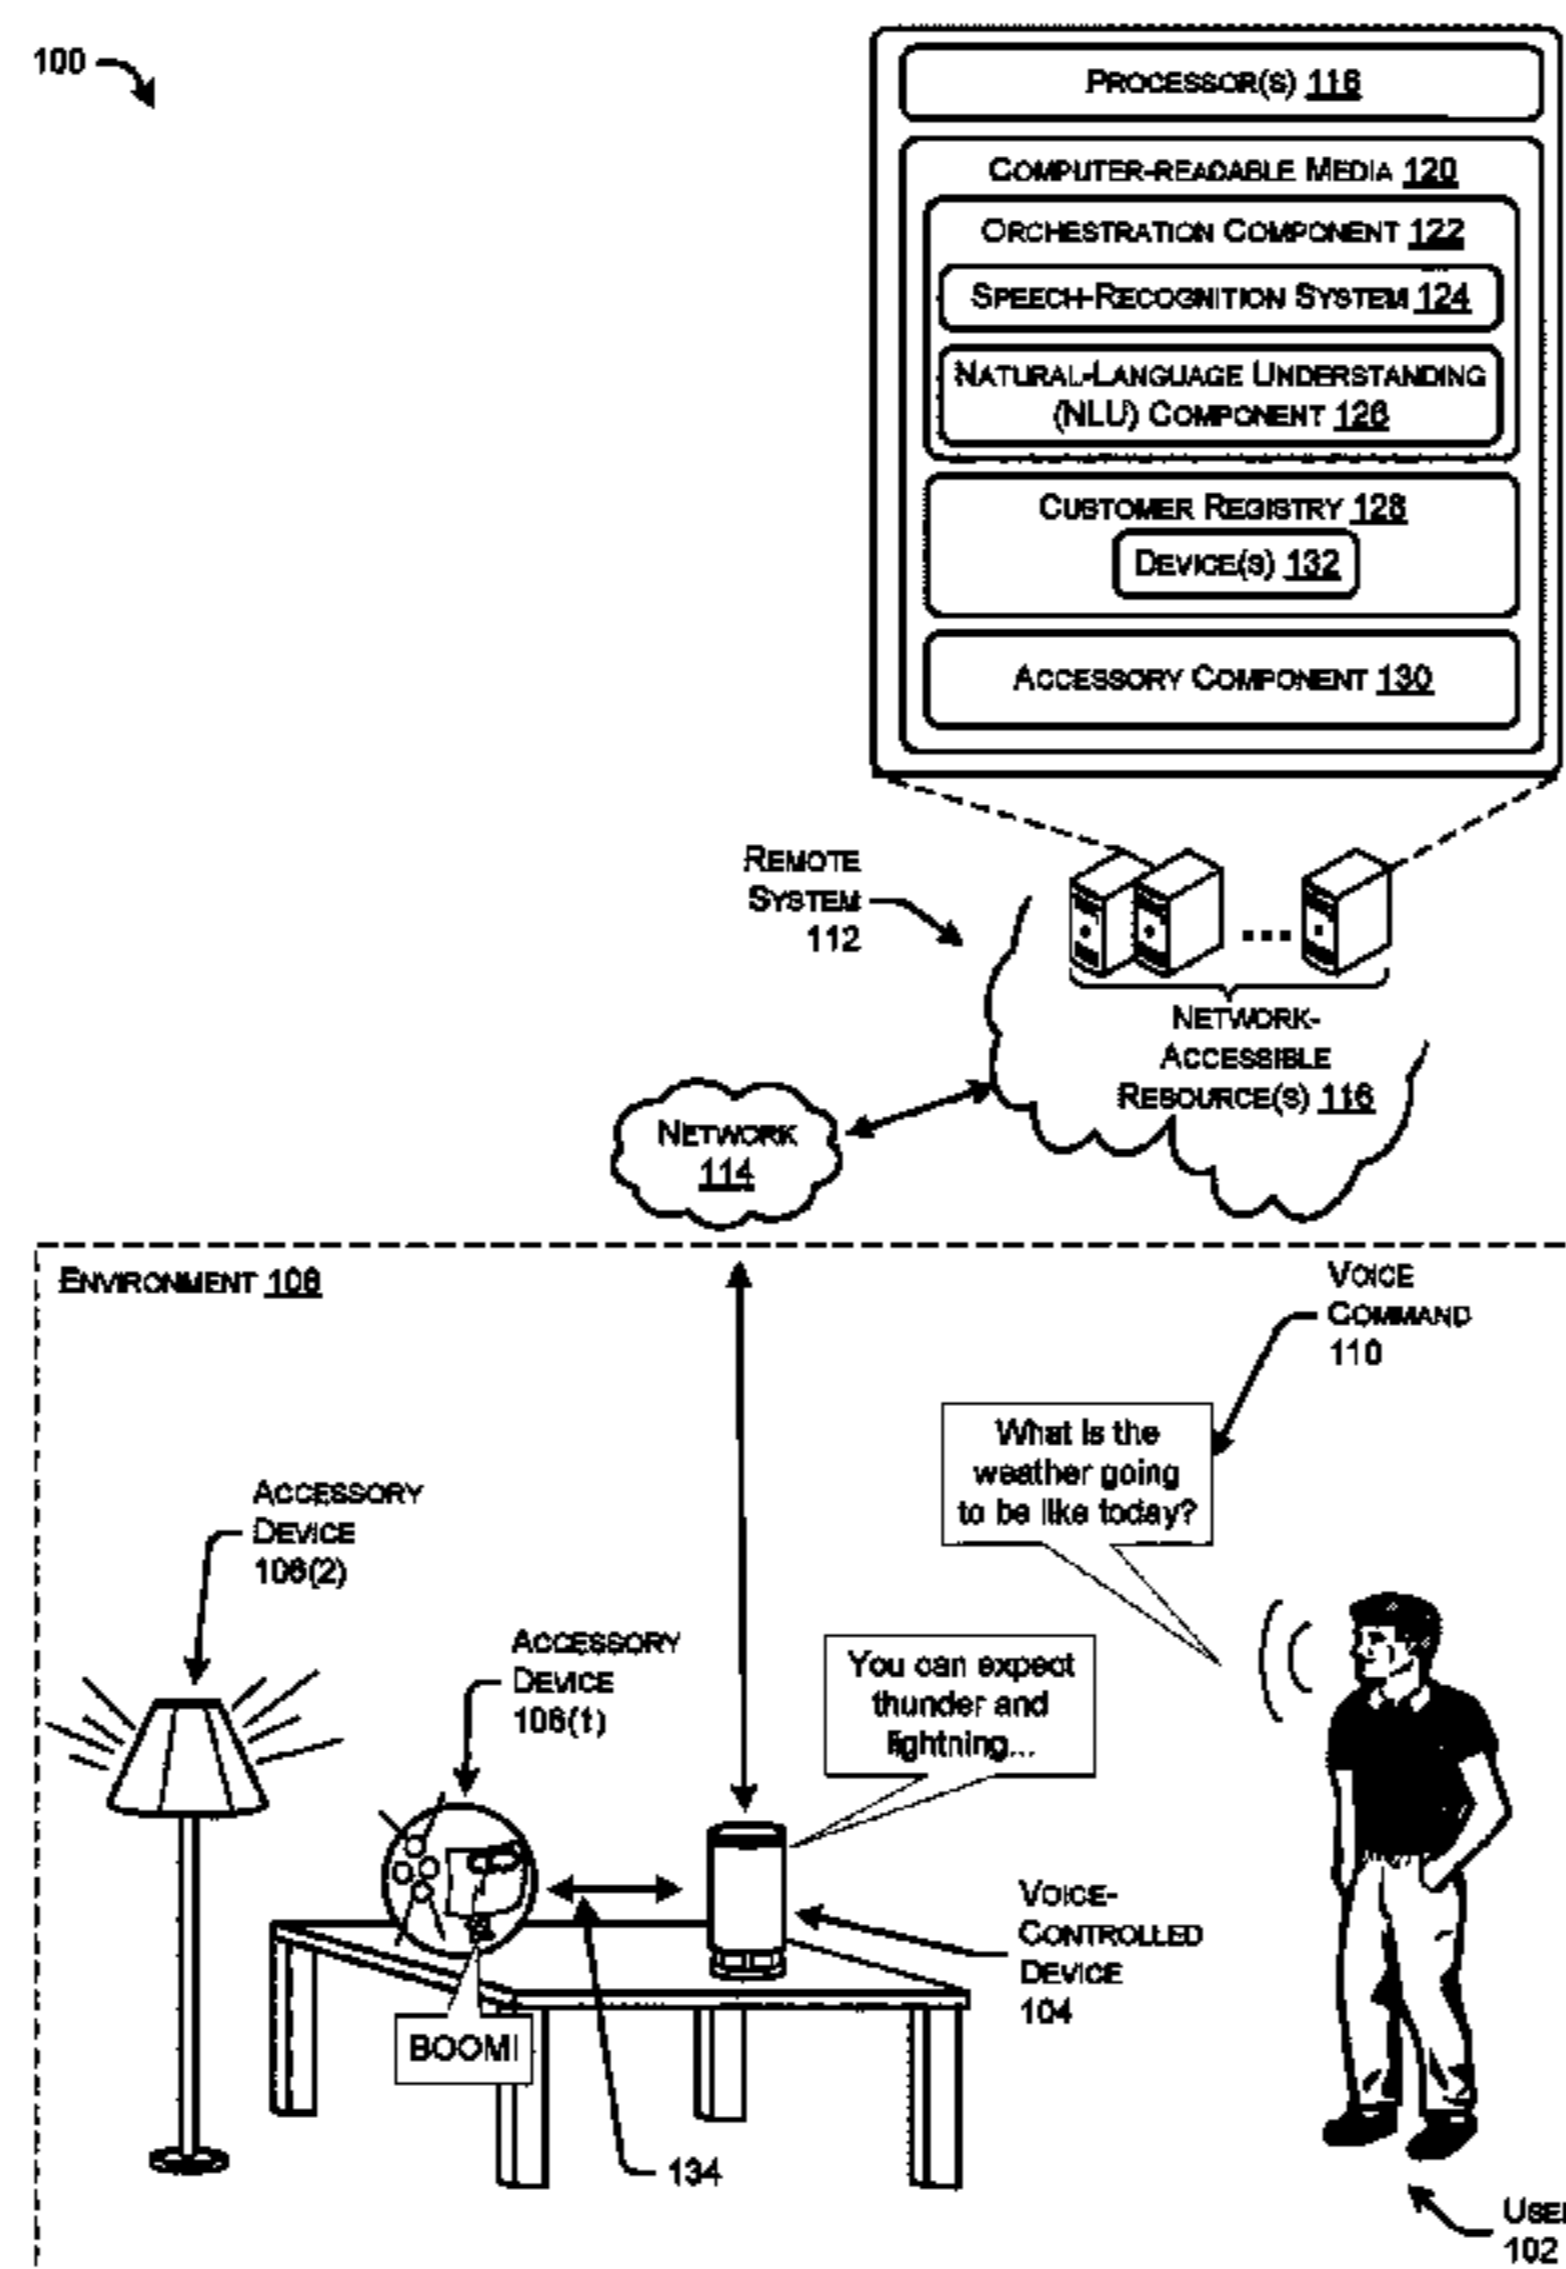 100
PROCESSOR(S) 118
COMPUTER-READABLE MEDIA 120
ORCHESTRATION COMPONENT 122
SPEECH-RECOGNITION SYSTEM 124
NATURAL-LANGUAGE UNDERSTANDING
(NLU) COMPONENT 126
CUSTOMER REGISTRY 128
DEVICE(S) 132
ACCESSORY COMPONENT 130
REMOTE
SYSTEM
112
NETWORK-
ACCESSIBLE
RESOURCE(S) 116
NETWORK
114
ENVIRONMENT 108
VOICE
COMMAND
110
What is the
weather going
to be like today?
ACCESSORY
DEVICE
106(2)
ACCESSORY
DEVICE
106(1)
You can expect
thunder and
lightning...
VOICE-
CONTROLLED
DEVICE
104
BOOM!
134
USER
102